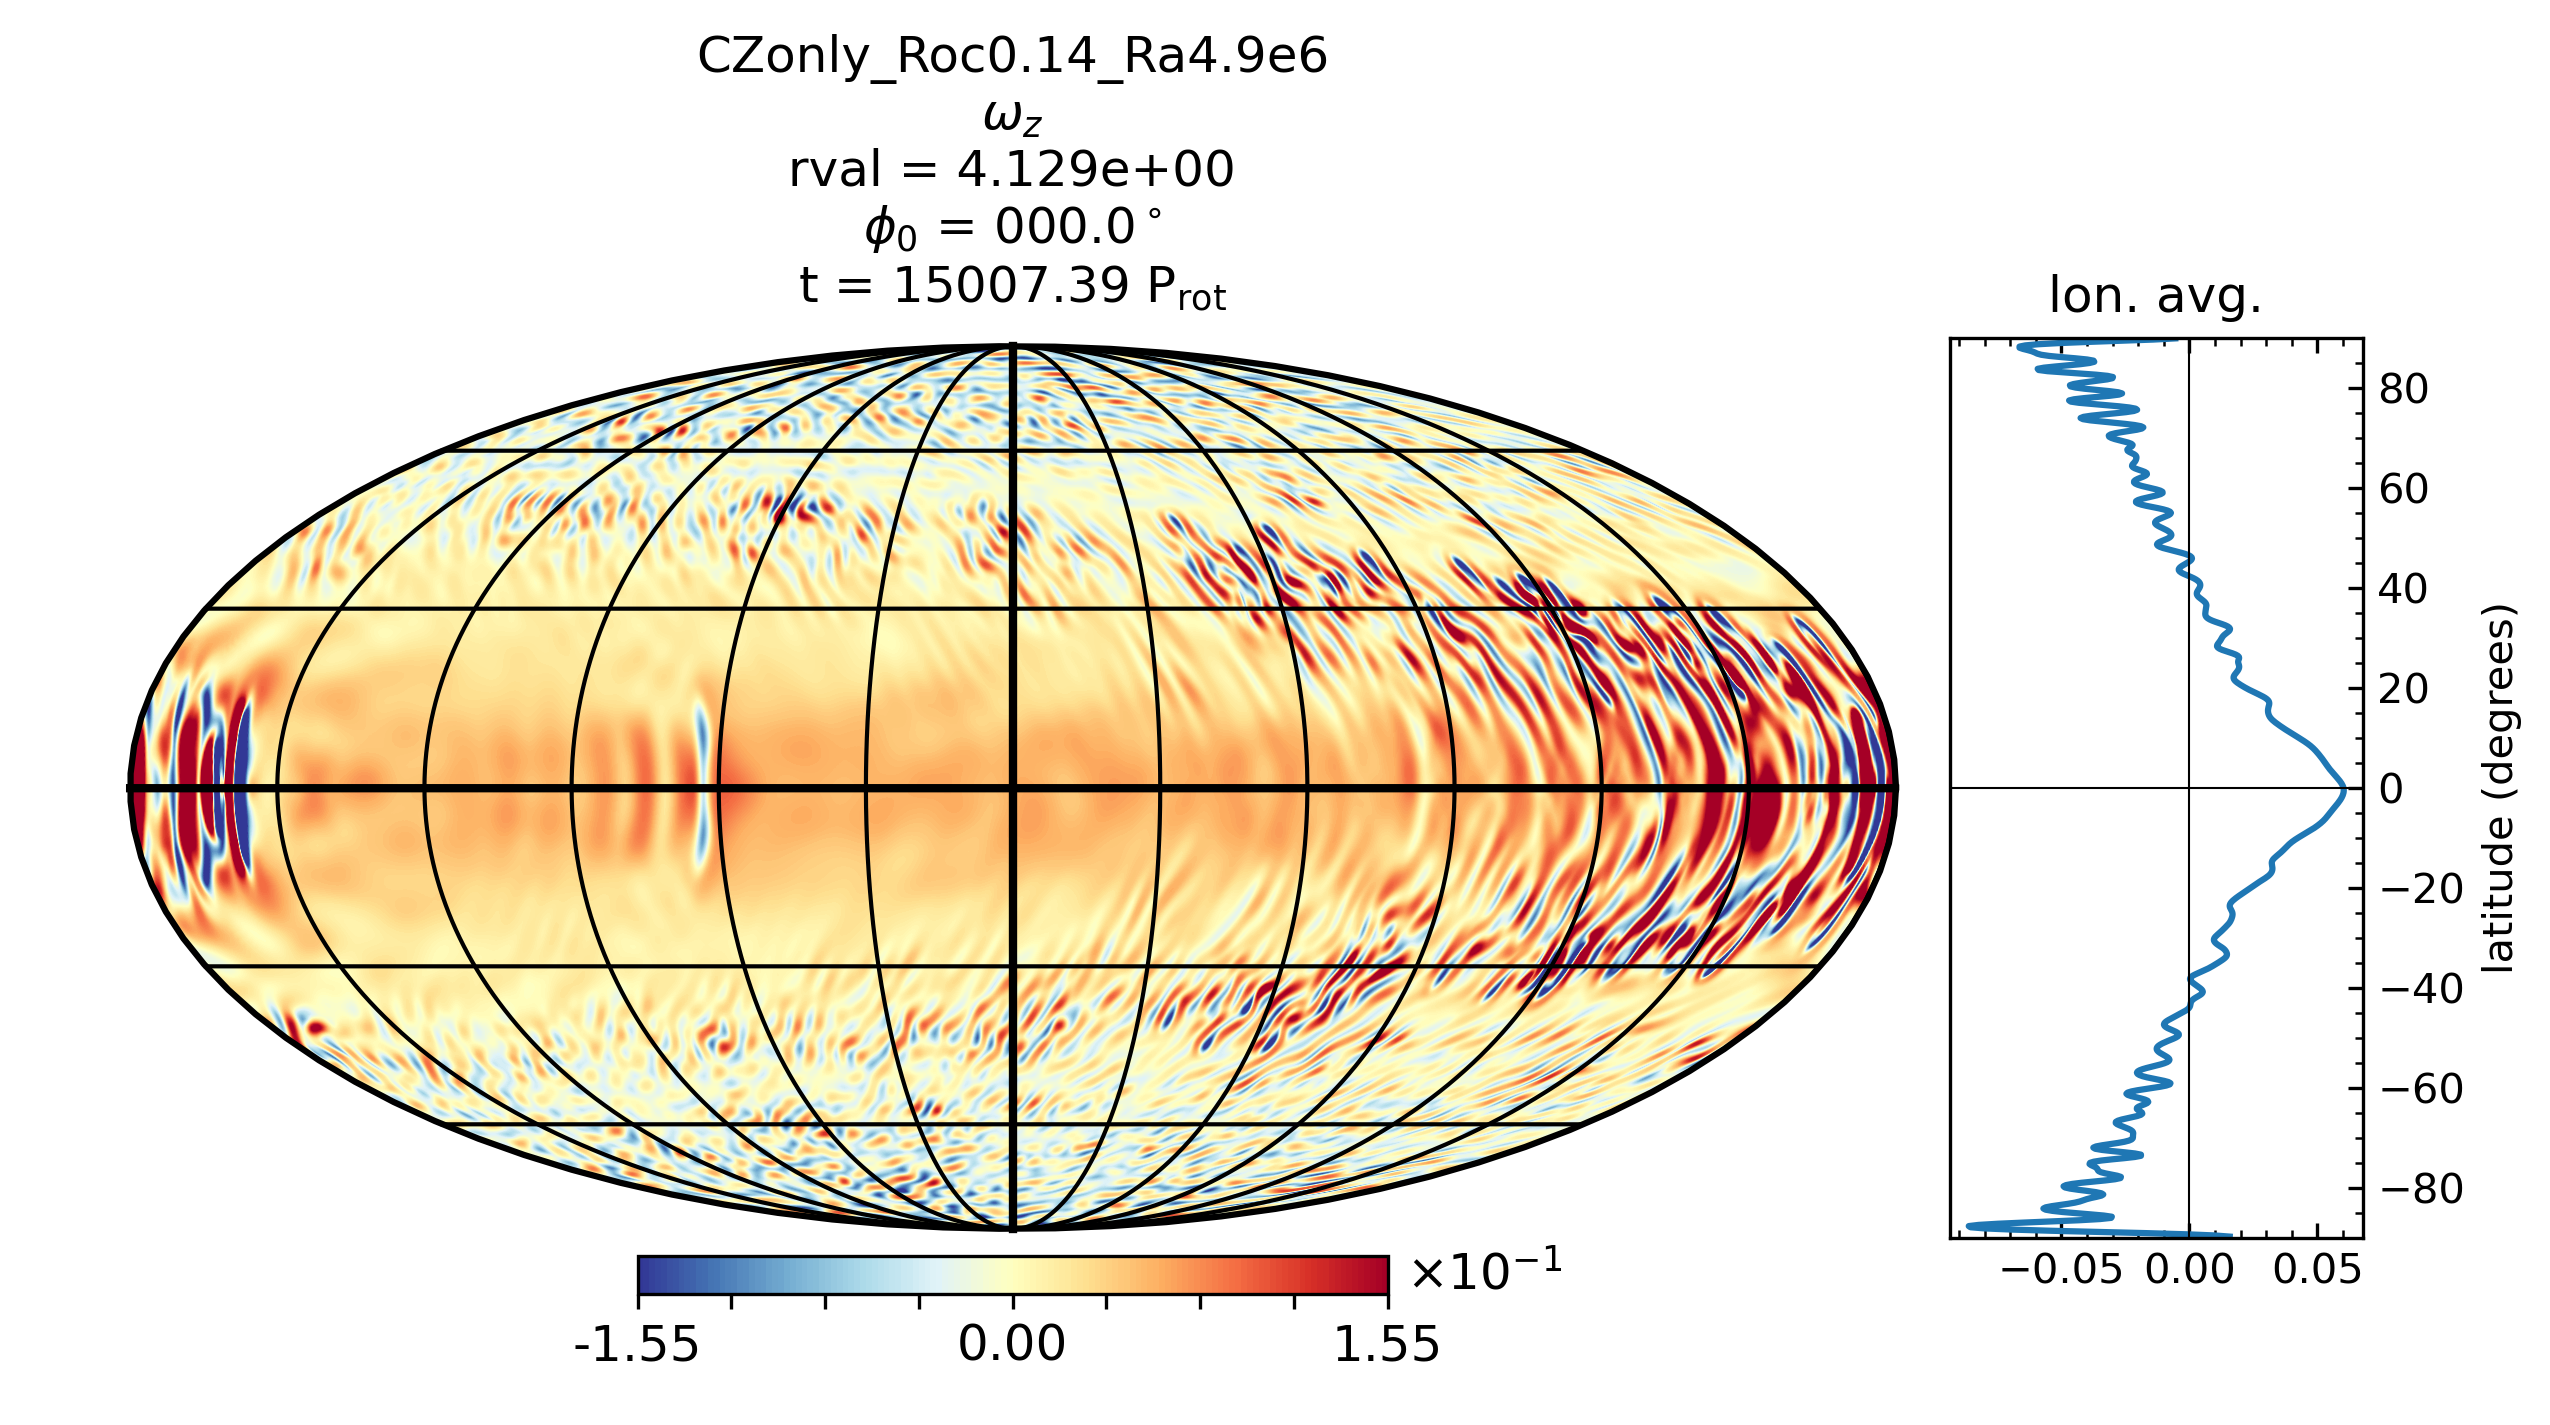 CZonly_Roc0.14_Ra4.9e6
ω_z
rval = 4.129e+00
ϕ_0 = 000.0°
t = 15007.39 P_rot
lon. avg.
80
60
40
20
0
−20
−40
−60
−80
latitude (degrees)
−0.05 0.00 0.05
×10^−1
-1.55 0.00 1.55